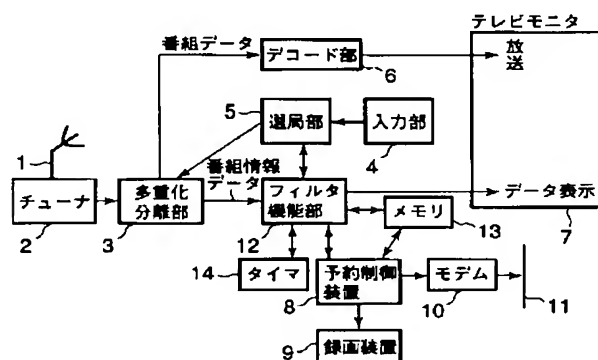 テレビモニタ
番組データ
デコード部
6
放送
5
選局部
入力部
4
1
番組情報
データ
チューナ
2
多重化
分離部
3
フィルタ
機能部
12
メモリ
13
データ表示
7
14
タイマ
予約制御
装置
8
モデム
10
11
9
録画装置